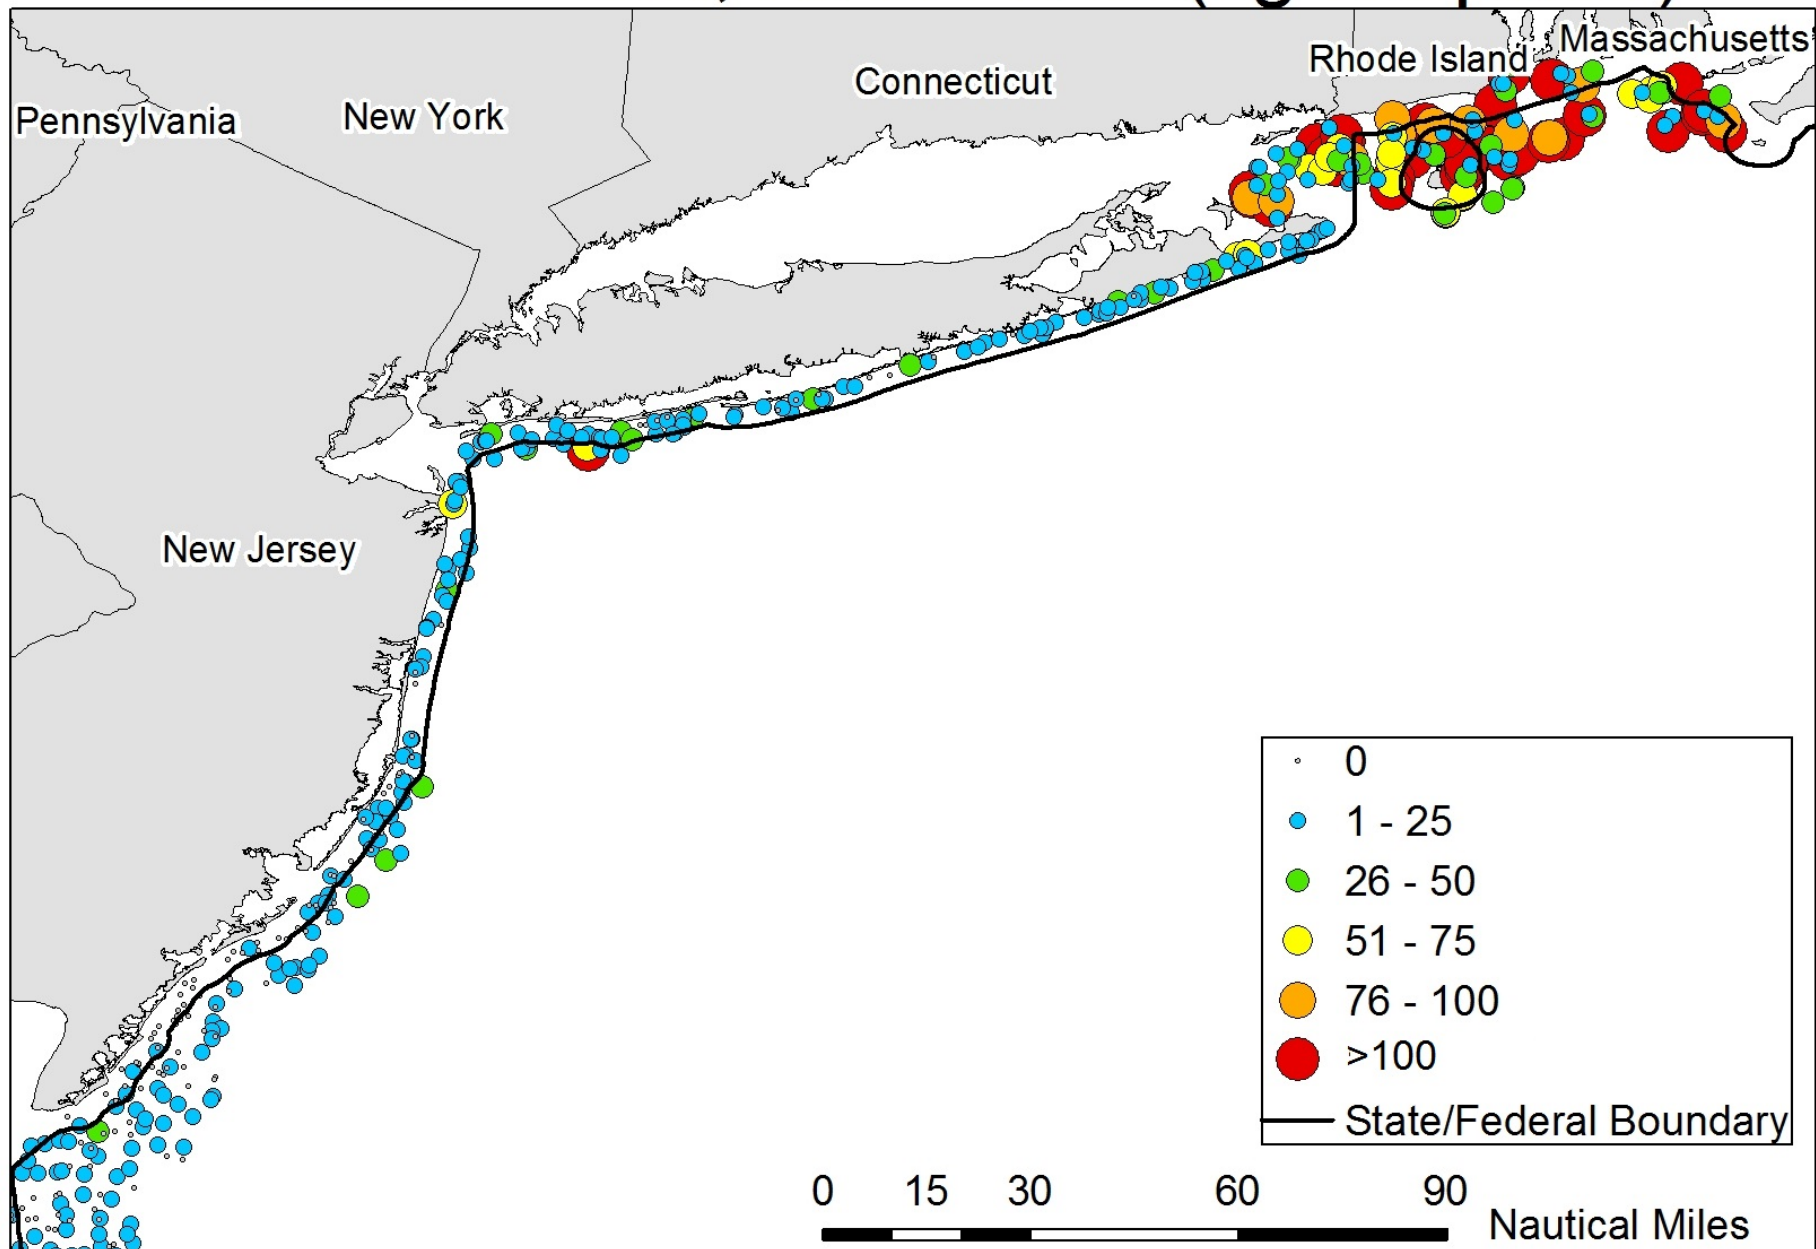 Massachusetts
Rhode Island
Connecticut
New York
Pennsylvania
New Jersey
0
1 - 25
26 - 50
51 - 75
76 - 100
>100
State/Federal Boundary
0 15 30 60 90
Nautical Miles